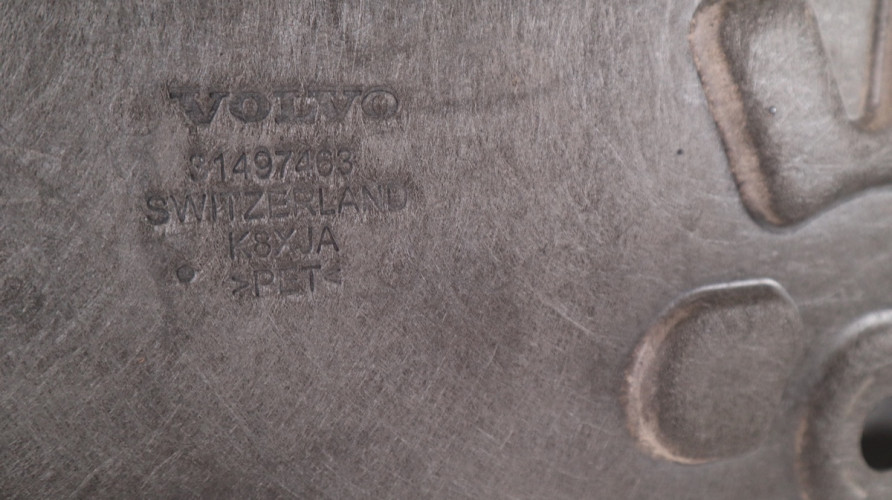 VOLVO
31497463
SWITZERLAND
K8XJA
>PET<